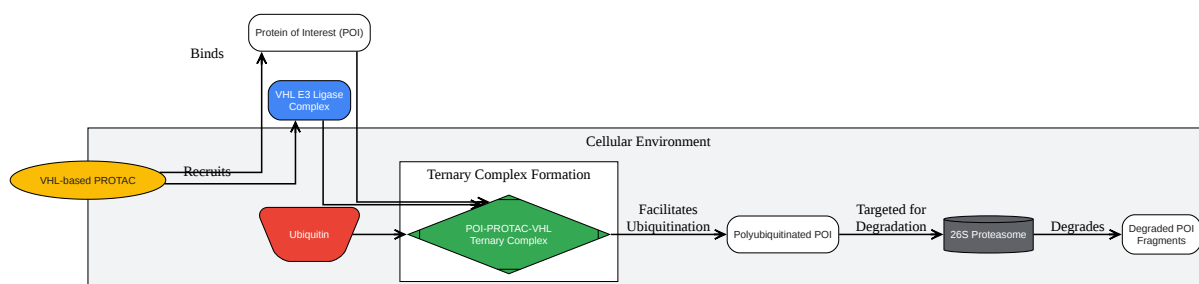 Protein of Interest (POI)
Binds
VHL E3 Ligase
Complex
Cellular Environment
VHL-based PROTAC
Recruits
Ternary Complex Formation
Ubiquitin
POI-PROTAC-VHL
Ternary Complex
Facilitates
Ubiquitination
Polyubiquitinated POI
Targeted for
Degradation
26S Proteasome
Degrades
Degraded POI
Fragments